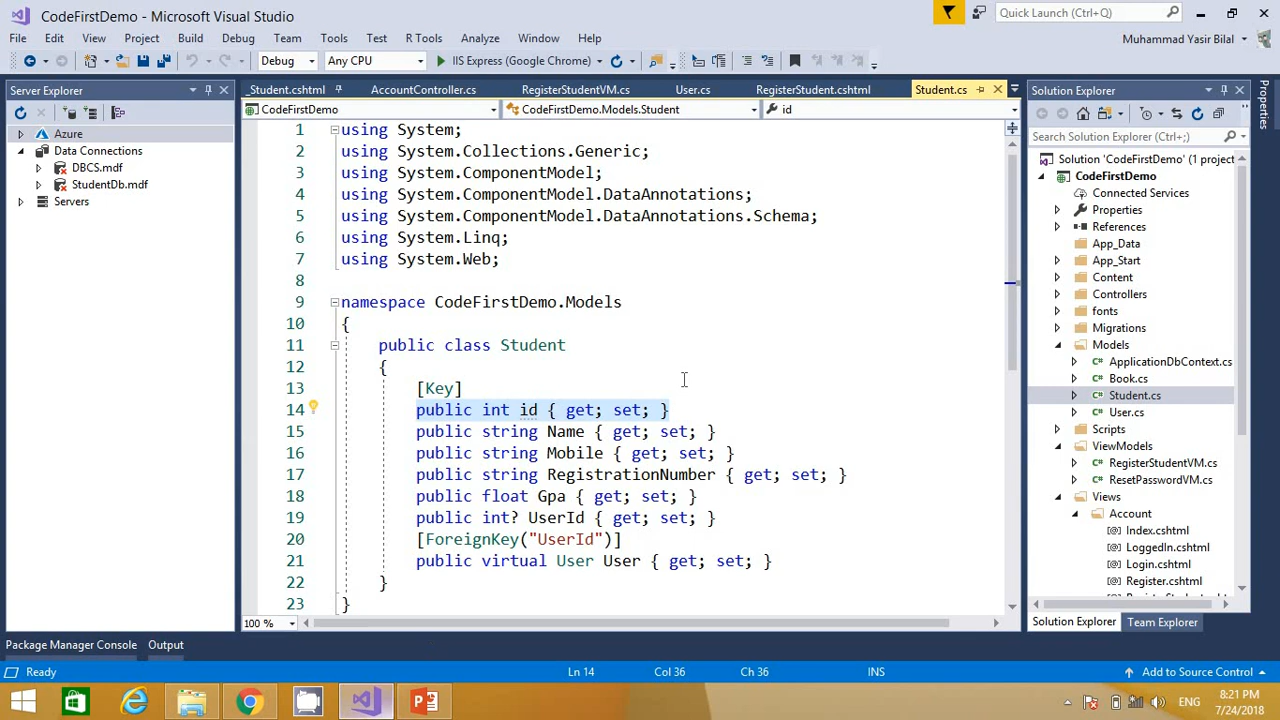 CodeFirstDemo - Microsoft Visual Studio
Quick Launch (Ctrl+Q)
File Edit View Project Build Debug Team Tools Test R Tools Analyze Window Help
Muhammad Yasir Bilal
Debug Any CPU IIS Express (Google Chrome)
Server Explorer
_Student.cshtml AccountController.cs RegisterStudentVM.cs User.cs RegisterStudent.cshtml Student.cs
Solution Explorer
Properties
CodeFirstDemo CodeFirstDemo.Models.Student id
Azure
Data Connections
DBCS.mdf
StudentDb.mdf
Servers
1 using System;
2 using System.Collections.Generic;
3 using System.ComponentModel;
4 using System.ComponentModel.DataAnnotations;
5 using System.ComponentModel.DataAnnotations.Schema;
6 using System.Linq;
7 using System.Web;
8
9 namespace CodeFirstDemo.Models
10 {
11 public class Student
12 {
13 [Key]
14 public int id { get; set; }
15 public string Name { get; set; }
16 public string Mobile { get; set; }
17 public string RegistrationNumber { get; set; }
18 public float Gpa { get; set; }
19 public int? UserId { get; set; }
20 [ForeignKey("UserId")]
21 public virtual User User { get; set; }
22 }
23 }
100 %
Search Solution Explorer (Ctrl+;)
Solution 'CodeFirstDemo' (1 project
CodeFirstDemo
Connected Services
Properties
References
App_Data
App_Start
Content
Controllers
fonts
Migrations
Models
ApplicationDbContext.cs
Book.cs
Student.cs
User.cs
Scripts
ViewModels
RegisterStudentVM.cs
ResetPasswordVM.cs
Views
Account
Index.cshtml
LoggedIn.cshtml
Login.cshtml
Register.cshtml
Solution Explorer Team Explorer
Package Manager Console Output
Ready Ln 14 Col 36 Ch 36 INS Add to Source Control
ENG
8:21 PM
7/24/2018